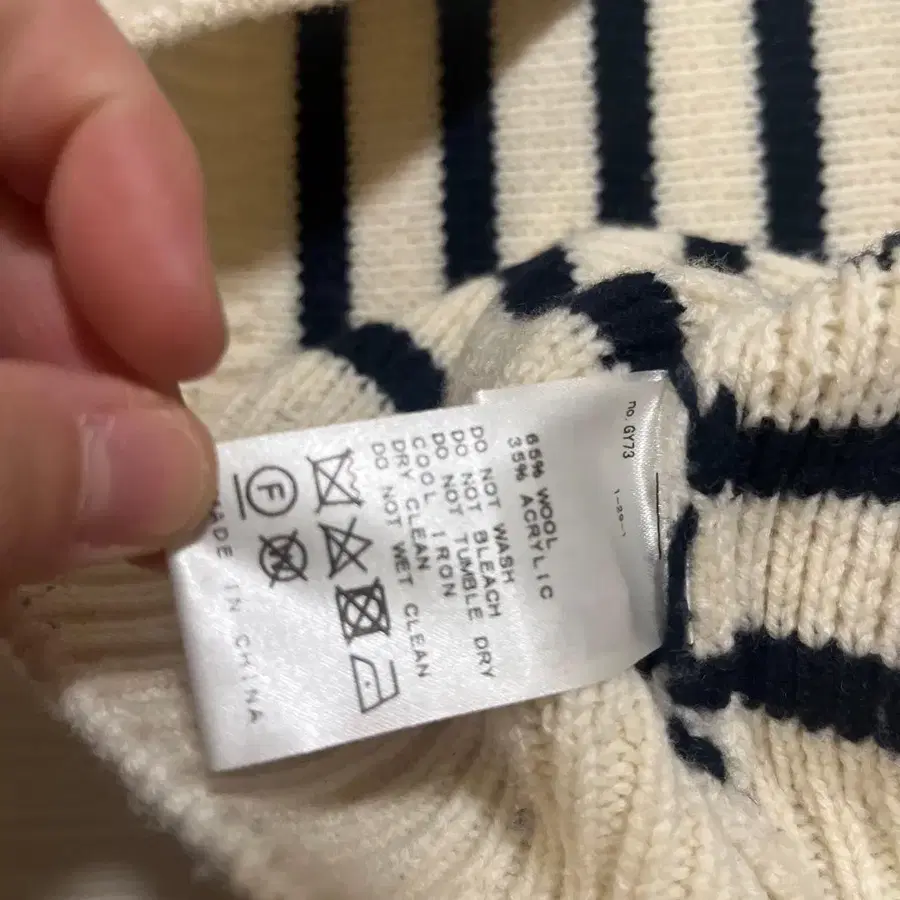 no. GY73
65% WOOL
35% ACRYLIC
DO NOT WASH
DO NOT BLEACH
DO NOT TUMBLE DRY
COOL IRON
DRY CLEAN
DO NOT WET CLEAN
F
W
MADE IN CHINA